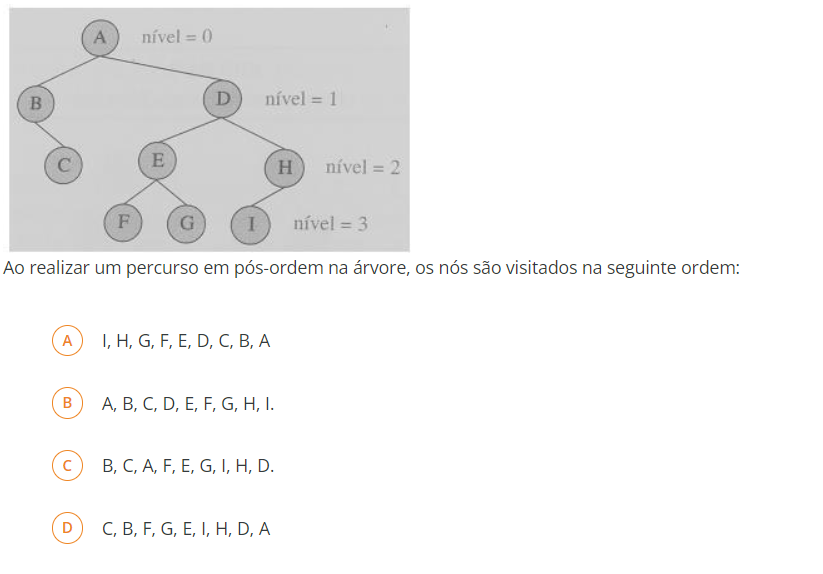 A nível = 0
B D nível = 1
C E H nível = 2
F G I nível = 3
Ao realizar um percurso em pós-ordem na árvore, os nós são visitados na seguinte ordem:
A I, H, G, F, E, D, C, B, A
B A, B, C, D, E, F, G, H, I.
C B, C, A, F, E, G, I, H, D.
D C, B, F, G, E, I, H, D, A